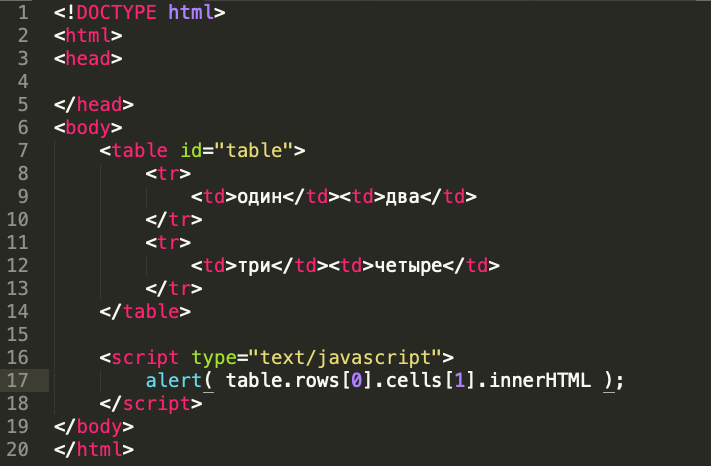 1 <!DOCTYPE html>
2 <html>
3 <head>
4
5 </head>
6 <body>
7     <table id="table">
8         <tr>
9             <td>один</td><td>два</td>
10         </tr>
11         <tr>
12             <td>три</td><td>четыре</td>
13         </tr>
14     </table>
15
16     <script type="text/javascript">
17         alert( table.rows[0].cells[1].innerHTML );
18     </script>
19 </body>
20 </html>